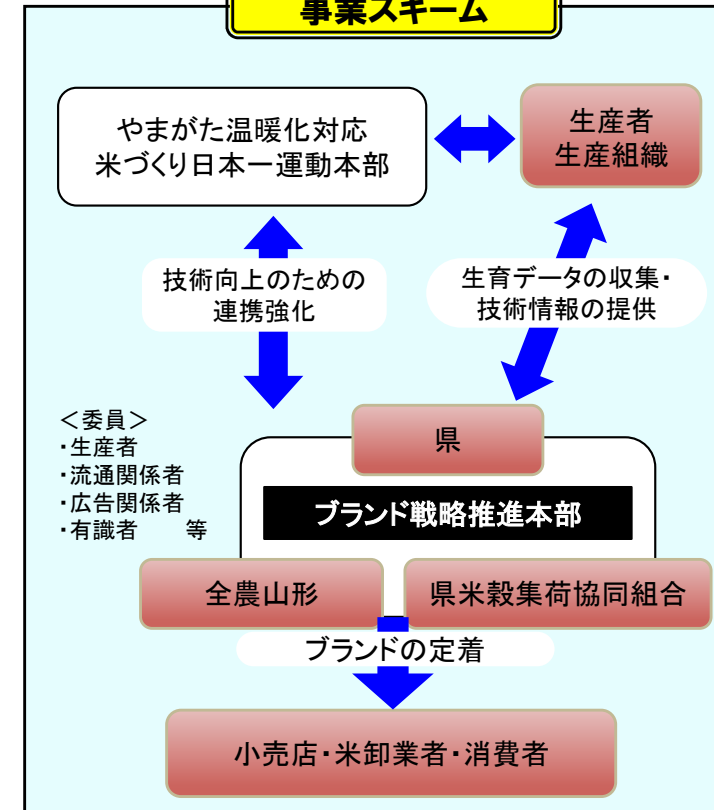 事業スキーム
やまがた温暖化対応
米づくり日本一運動本部
生産者
生産組織
技術向上のための
連携強化
生育データの収集・
技術情報の提供
＜委員＞
・生産者
・流通関係者
・広告関係者
・有識者　　等
県
ブランド戦略推進本部
全農山形
県米穀集荷協同組合
ブランドの定着
小売店・米卸業者・消費者